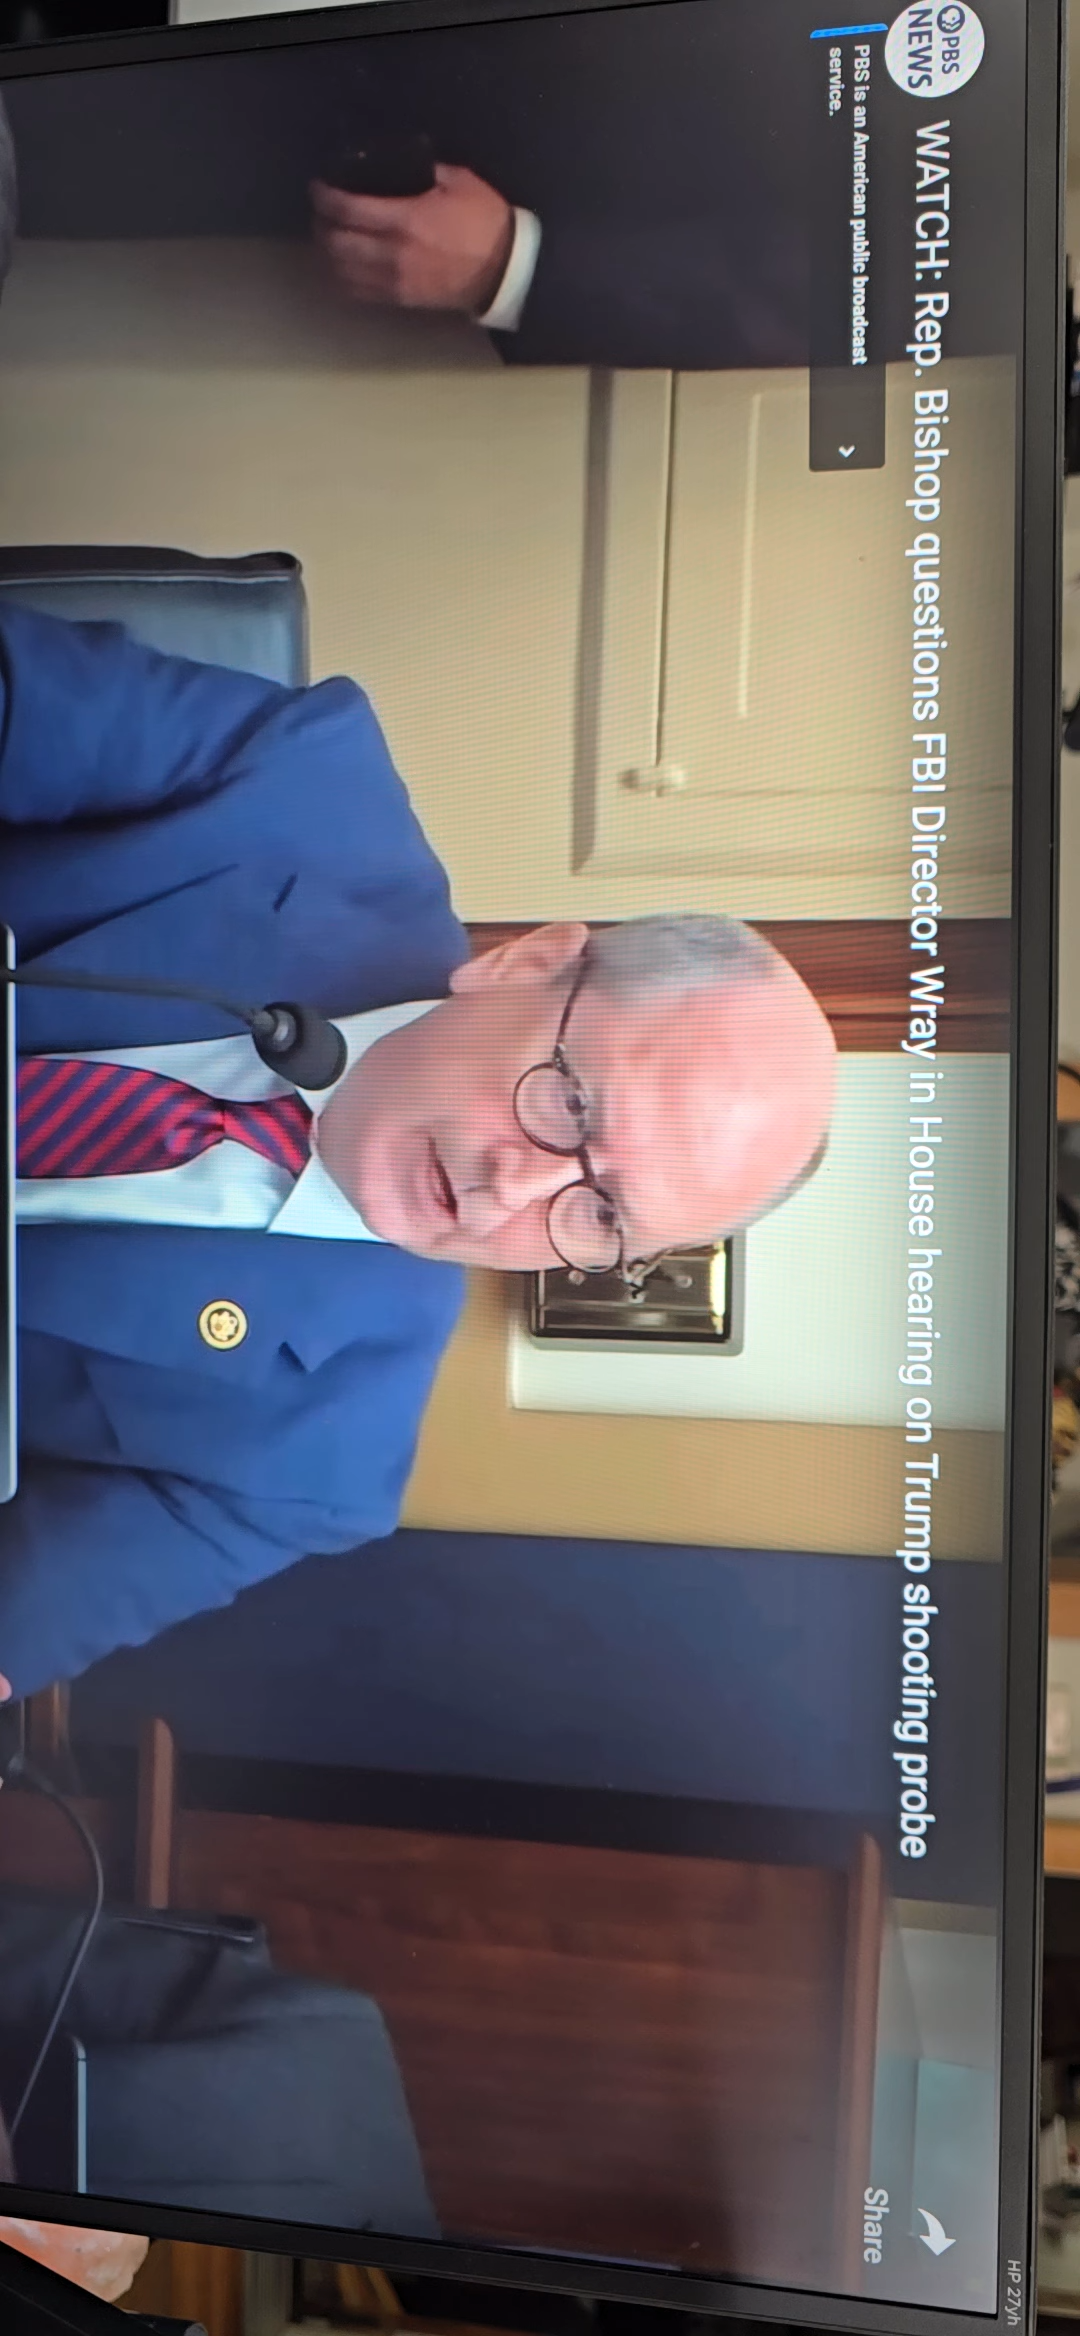 PBS
NEWS
WATCH: Rep. Bishop questions FBI Director Wray in House hearing on Trump shooting probe
PBS is an American public broadcast
service.
Share
HP 27yh